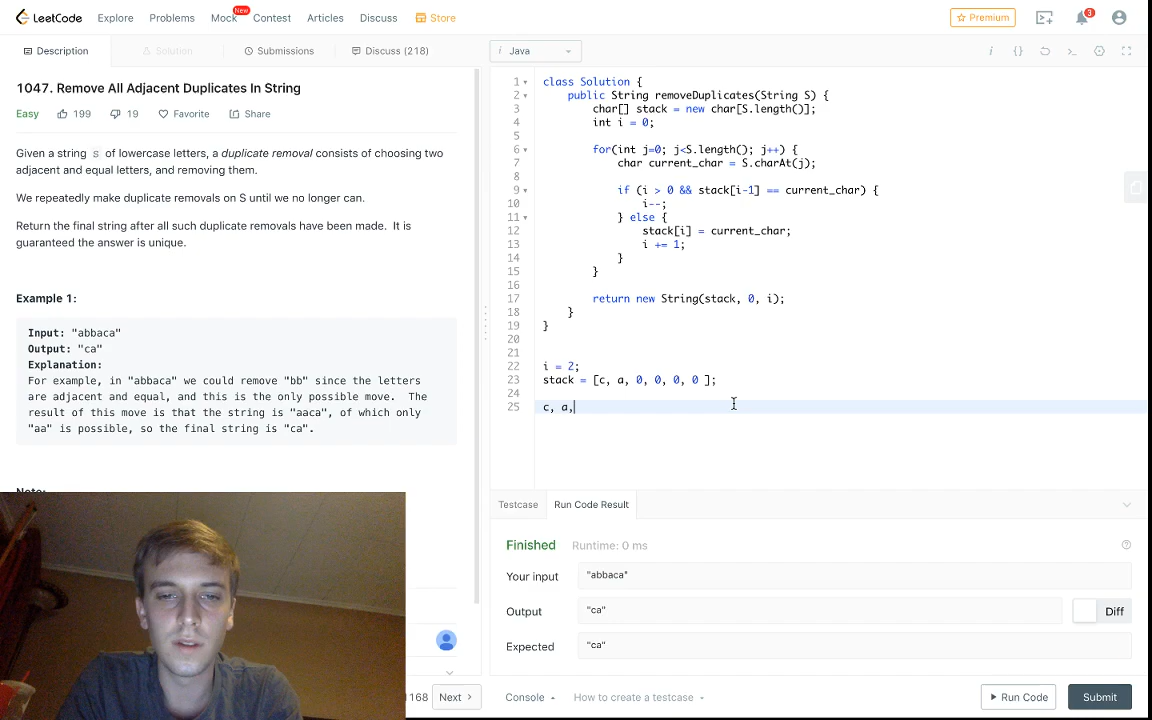 LeetCode Explore Problems Mock New Contest Articles Discuss Store Premium 3
Description Solution Submissions Discuss (218) i Java
1047. Remove All Adjacent Duplicates In String
Easy 199 19 Favorite Share
Given a string S of lowercase letters, a duplicate removal consists of choosing two
adjacent and equal letters, and removing them.
We repeatedly make duplicate removals on S until we no longer can.
Return the final string after all such duplicate removals have been made. It is
guaranteed the answer is unique.
Example 1:
Input: "abbaca"
Output: "ca"
Explanation:
For example, in "abbaca" we could remove "bb" since the letters
are adjacent and equal, and this is the only possible move. The
result of this move is that the string is "aaca", of which only
"aa" is possible, so the final string is "ca".
Note:
168 Next >
1 class Solution {
2 public String removeDuplicates(String S) {
3 char[] stack = new char[S.length()];
4 int i = 0;
5
6 for(int j=0; j<S.length(); j++) {
7 char current_char = S.charAt(j);
8
9 if (i > 0 && stack[i-1] == current_char) {
10 i--;
11 } else {
12 stack[i] = current_char;
13 i += 1;
14 }
15 }
16
17 return new String(stack, 0, i);
18 }
19 }
20
21
22 i = 2;
23 stack = [c, a, 0, 0, 0, 0 ];
24
25 c, a,
Testcase Run Code Result
Finished Runtime: 0 ms
Your input "abbaca"
Output "ca" Diff
Expected "ca"
Console How to create a testcase Run Code Submit